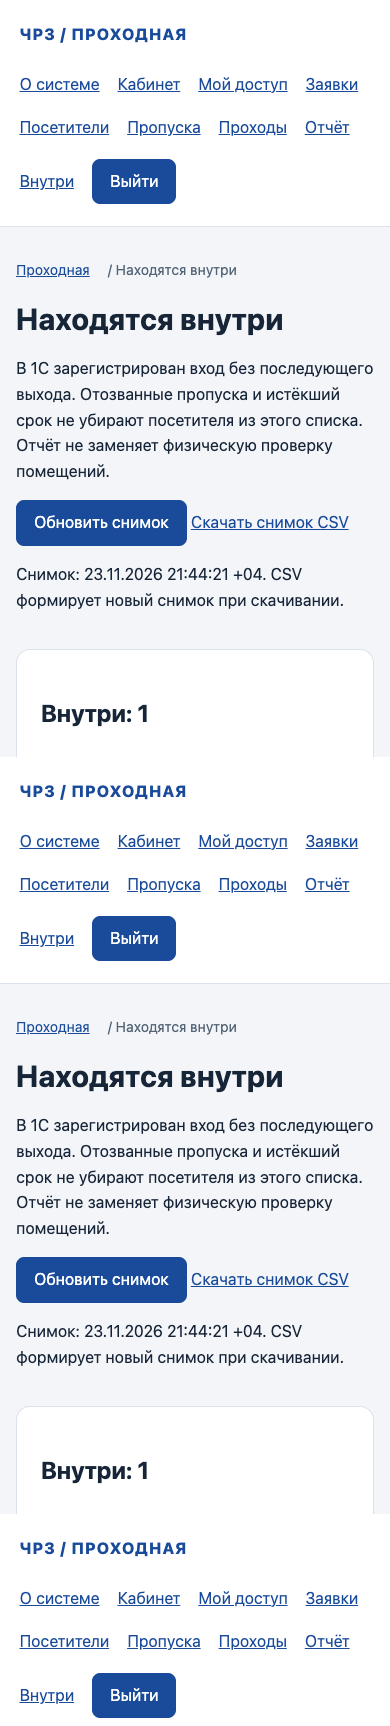 ЧРЗ / ПРОХОДНАЯ
О системе Кабинет Мой доступ Заявки
Посетители Пропуска Проходы Отчёт
Внутри Выйти
Проходная / Находятся внутри
Находятся внутри
В 1С зарегистрирован вход без последующего
выхода. Отозванные пропуска и истёкший
срок не убирают посетителя из этого списка.
Отчёт не заменяет физическую проверку
помещений.
Обновить снимок Скачать снимок CSV
Снимок: 23.11.2026 21:44:21 +04. CSV
формирует новый снимок при скачивании.
Внутри: 1
ЧРЗ / ПРОХОДНАЯ
О системе Кабинет Мой доступ Заявки
Посетители Пропуска Проходы Отчёт
Внутри Выйти
Проходная / Находятся внутри
Находятся внутри
В 1С зарегистрирован вход без последующего
выхода. Отозванные пропуска и истёкший
срок не убирают посетителя из этого списка.
Отчёт не заменяет физическую проверку
помещений.
Обновить снимок Скачать снимок CSV
Снимок: 23.11.2026 21:44:21 +04. CSV
формирует новый снимок при скачивании.
Внутри: 1
ЧРЗ / ПРОХОДНАЯ
О системе Кабинет Мой доступ Заявки
Посетители Пропуска Проходы Отчёт
Внутри Выйти